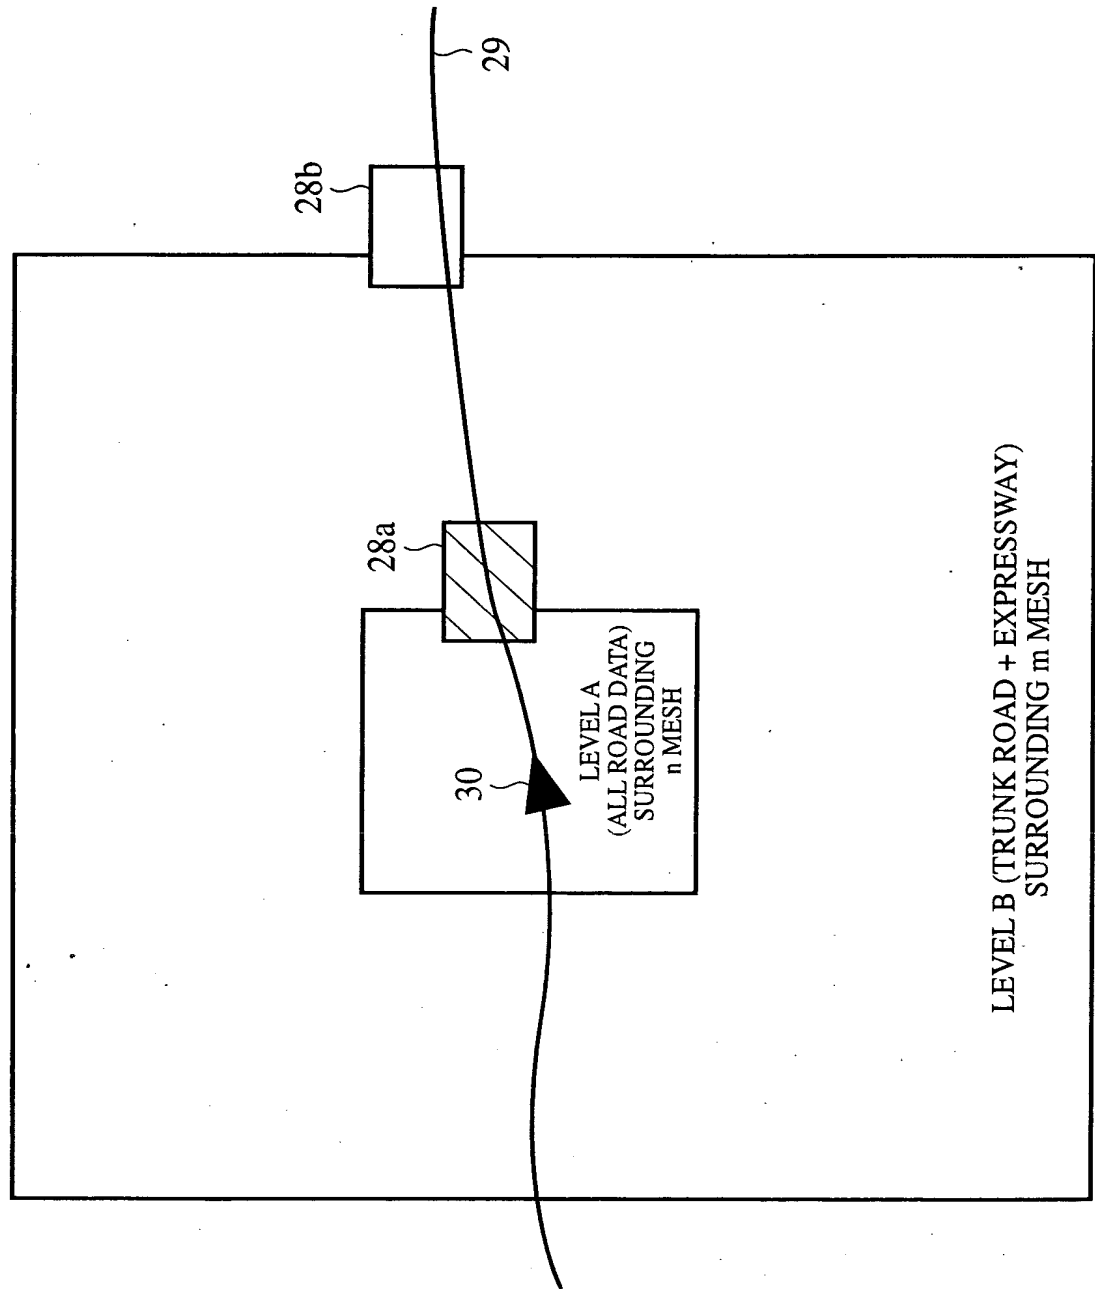 29
28b
28a
30
LEVEL A
(ALL ROAD DATA)
SURROUNDING
n MESH
LEVEL B (TRUNK ROAD + EXPRESSWAY)
SURROUNDING m MESH